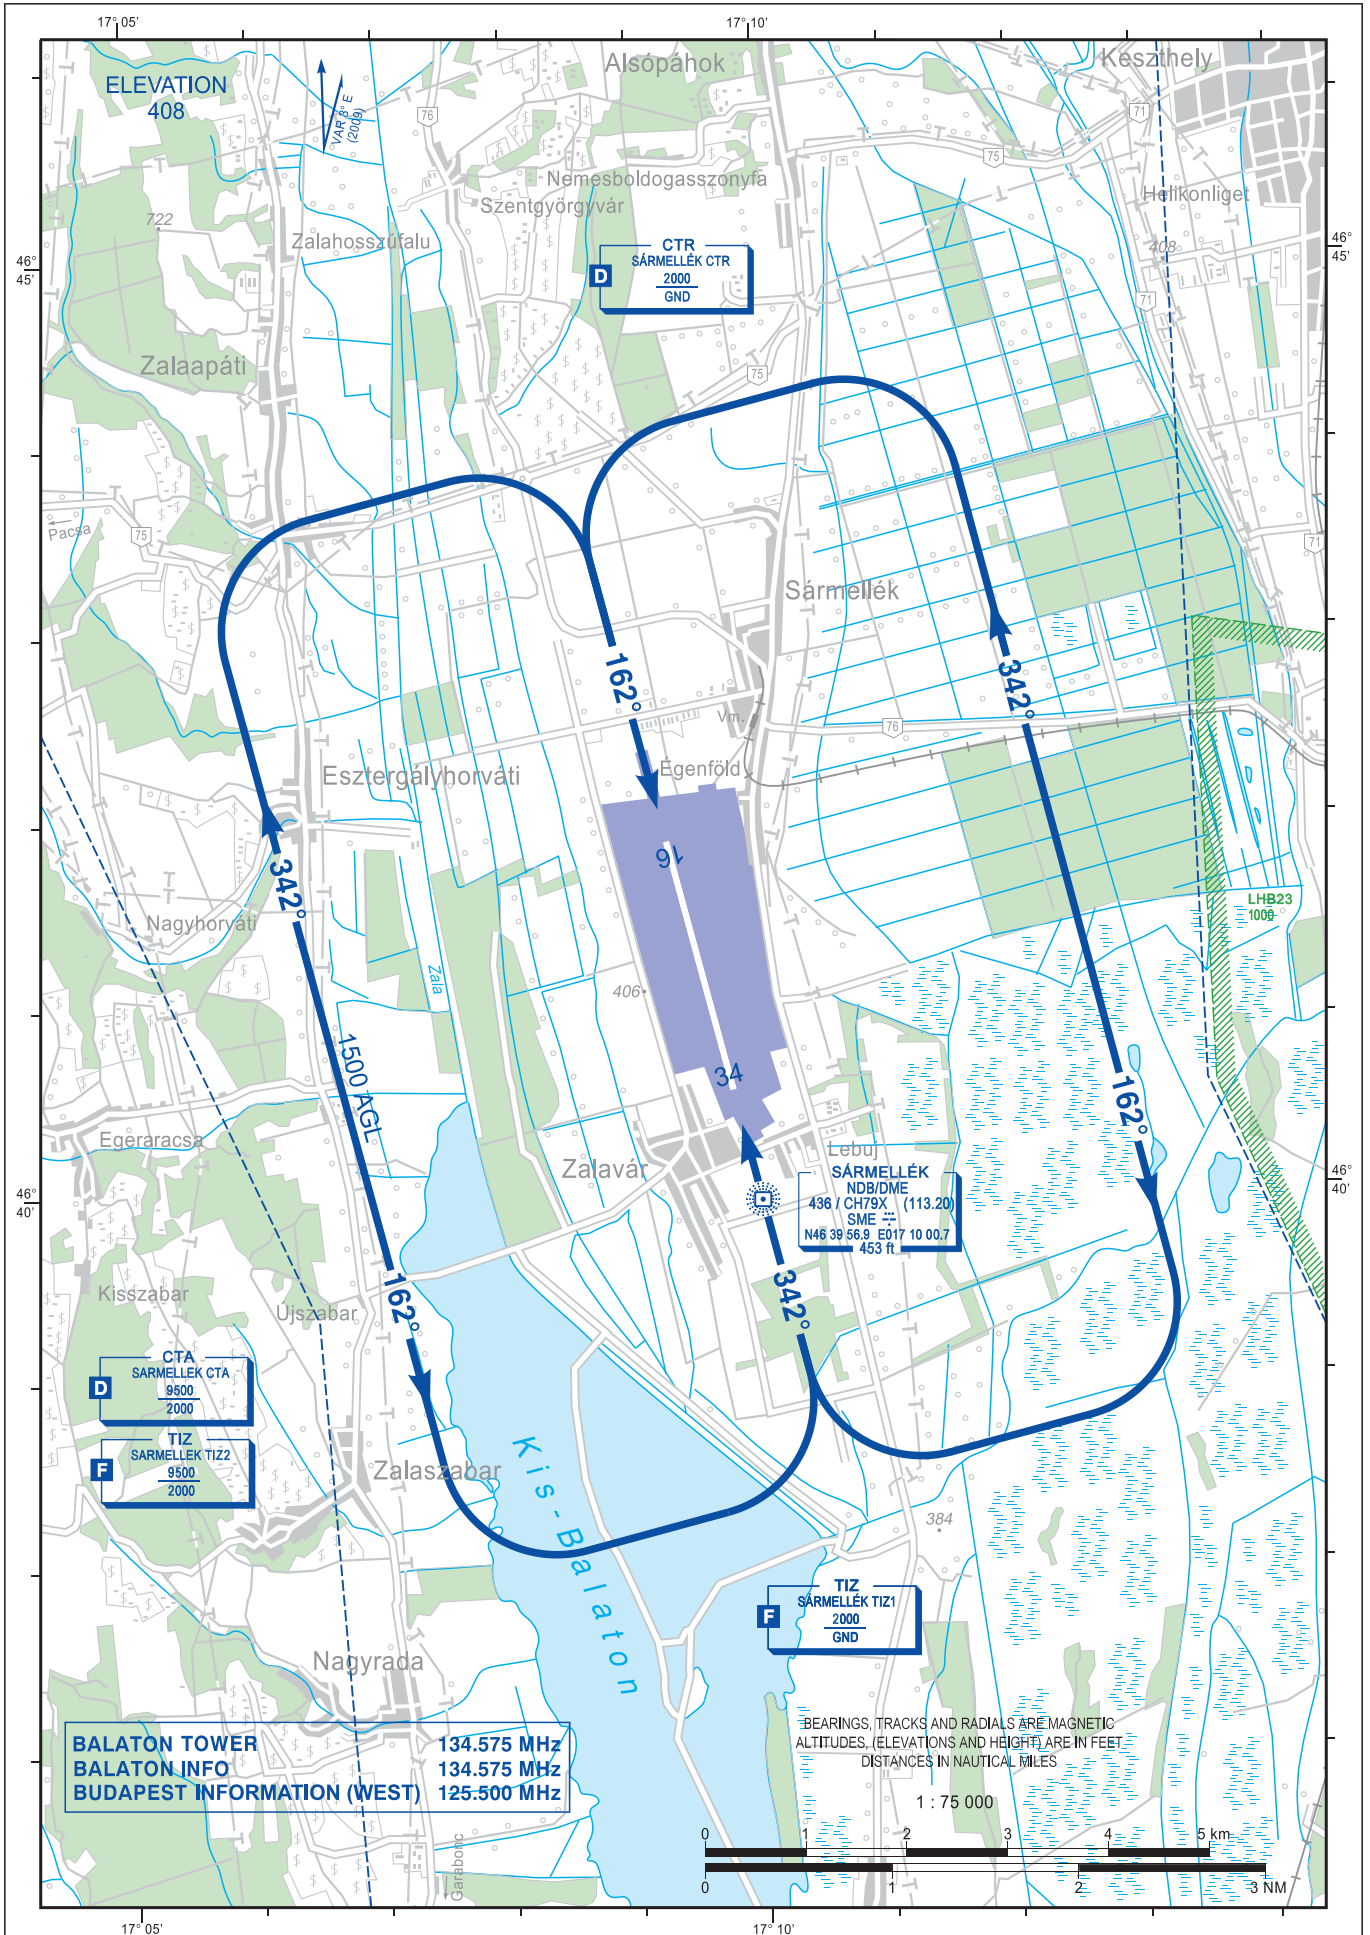 17° 05'
17° 10'
ELEVATION
408
VAR 3° E
(2009)
76
Alsópáhok
Keszthely
71
75
Nemesboldogasszonyfa
Szentgyörgyvár
Helikonliget
722
Zalahosszúfalu
408
46°
45'
46°
45'
CTR
SÁRMELLÉK CTR
D
2000
GND
71
Zalaapáti
75
Pacsa
75
71
Sármellék
162°
342°
Vm.
76
Esztergályhorváti
Égenföld
16
342°
LHB23
1000
Nagyhorváti
Zala
406
1500 AGL
34
162°
Egeraracsa
Zalavár
Lebuj
SÁRMELLÉK
NDB/DME
436 / CH79X (113.20)
SME
N46 39 56.9 E017 10 00.7
453 ft
46°
40'
46°
40'
Kisszabar
Újszabar
162°
342°
CTA
SARMELLEK CTA
D
9500
2000
TIZ
SARMELLEK TIZ2
F
9500
2000
Zalaszabar
Kis-Balaton
384
TIZ
SÁRMELLÉK TIZ1
F
2000
GND
Nagyrada
BALATON TOWER 134.575 MHz
BALATON INFO 134.575 MHz
BUDAPEST INFORMATION (WEST) 125.500 MHz
BEARINGS, TRACKS AND RADIALS ARE MAGNETIC
ALTITUDES, (ELEVATIONS AND HEIGHT) ARE IN FEET
DISTANCES IN NAUTICAL MILES
1 : 75 000
0 1 2 3 4 5 km
0 1 2 3 NM
Garabonc
17° 05'
17° 10'